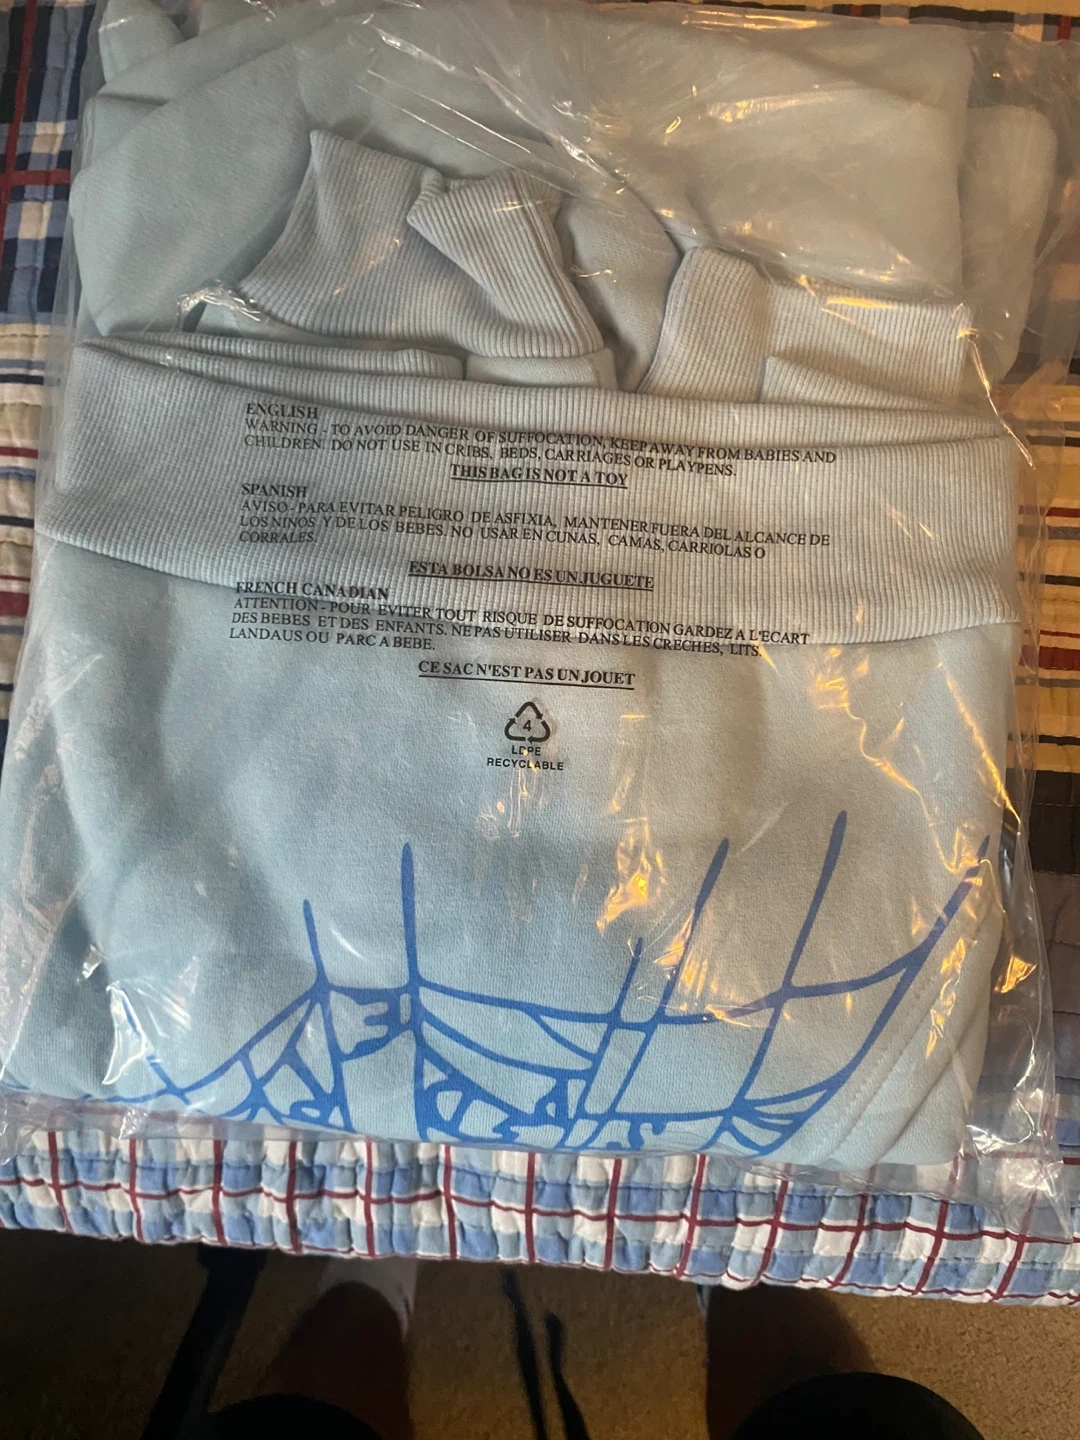 ENGLISH
WARNING - TO AVOID DANGER OF SUFFOCATION, KEEP AWAY FROM BABIES AND
CHILDREN. DO NOT USE IN CRIBS, BEDS, CARRIAGES OR PLAYPENS.
THIS BAG IS NOT A TOY
SPANISH
AVISO - PARA EVITAR PELIGRO DE ASFIXIA, MANTENER FUERA DEL ALCANCE DE
LOS NINOS Y DE LOS BEBES. NO USAR EN CUNAS, CAMAS, CARRIOLAS O
CORRALES.
ESTA BOLSA NO ES UN JUGUETE
FRENCH CANADIAN
ATTENTION - POUR EVITER TOUT RISQUE DE SUFFOCATION GARDEZ A L'ECART
DES BEBES ET DES ENFANTS. NE PAS UTILISER DANS LES CRECHES, LITS.
LANDAUS OU PARC A BEBE.
CE SAC N'EST PAS UN JOUET
4
LDPE
RECYCLABLE